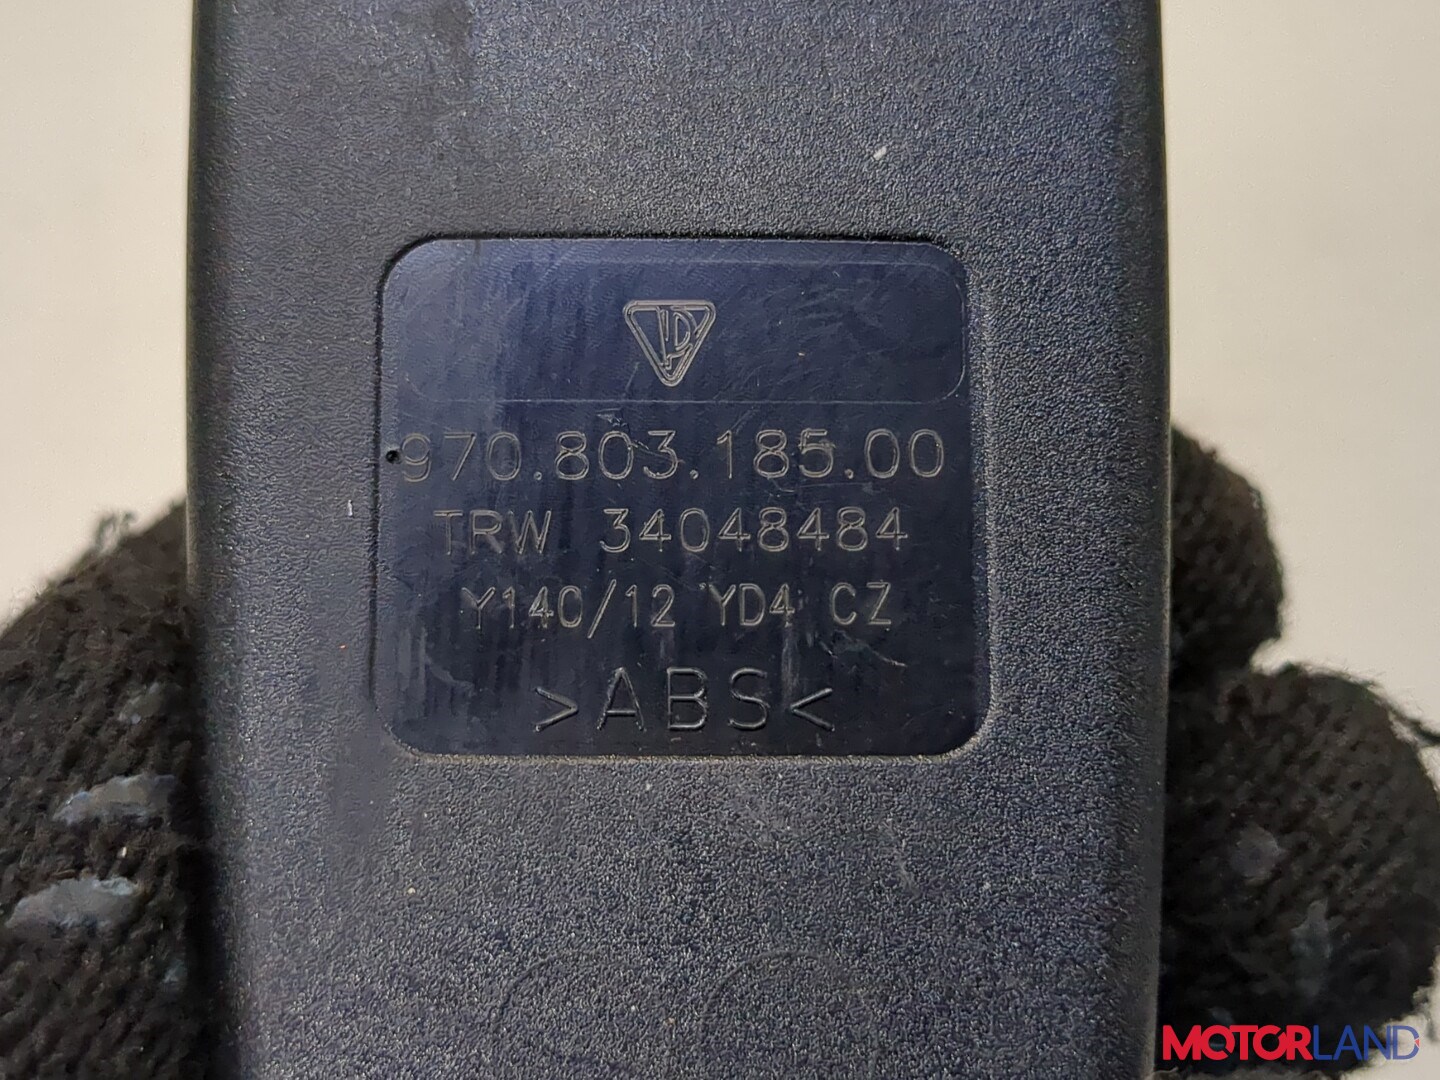 970.803.185.00
TRW 34048484
Y140/12 YD4 CZ
>ABS<
MOTORLAND